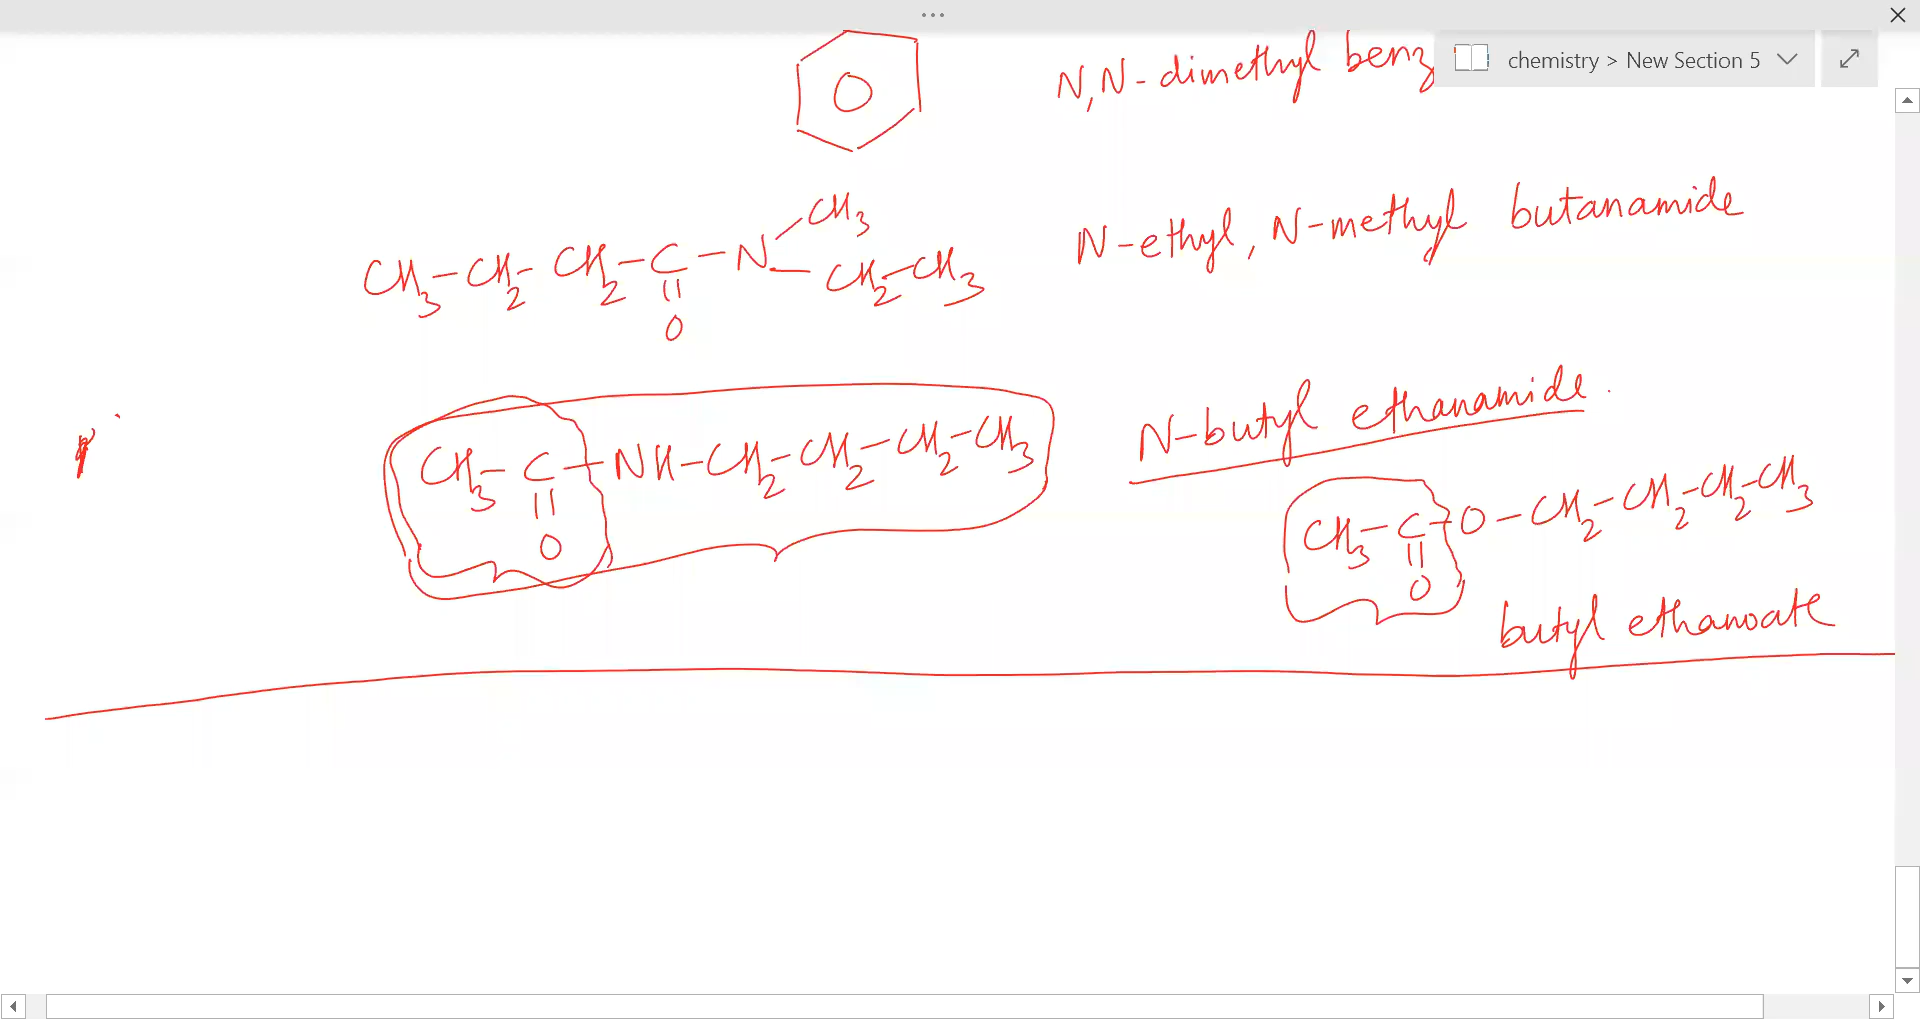 chemistry > New Section 5
N,N-dimethyl benz
CH3-CH2-CH2-C-N
CH3
CH2-CH3
O
N-ethyl, N-methyl butanamide
CH3-C-NH-CH2-CH2-CH2-CH3
O
N-butyl ethanamide.
CH3-C-O-CH2-CH2-CH2-CH3
O
butyl ethanoate